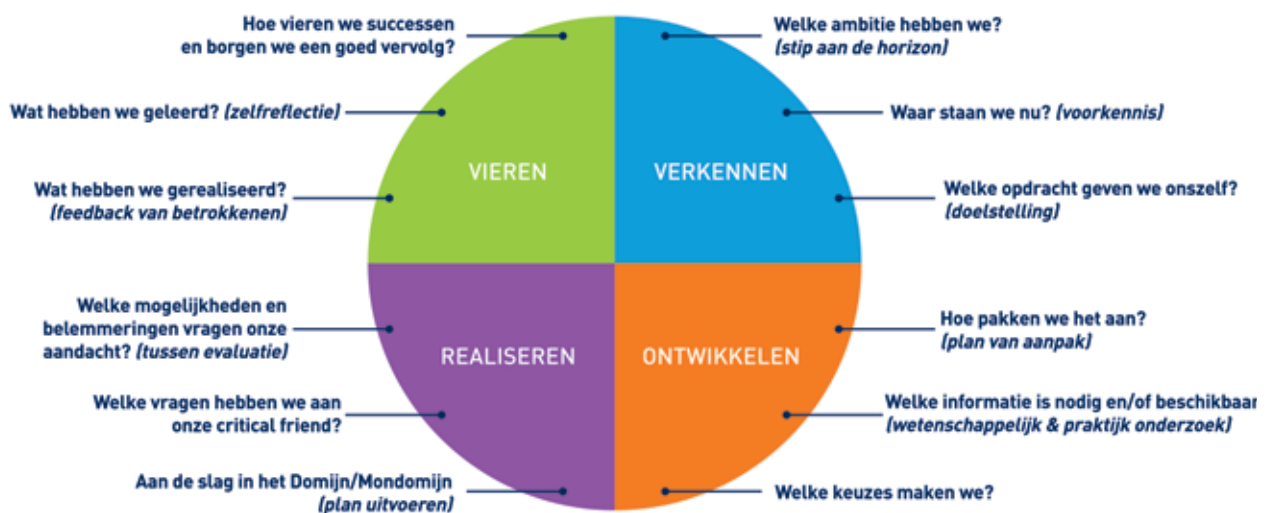 Hoe vieren we successen
en borgen we een goed vervolg?
Wat hebben we geleerd? (zelfreflectie)
Wat hebben we gerealiseerd?
(feedback van betrokkenen)
VIEREN
Welke ambitie hebben we?
(stip aan de horizon)
Waar staan we nu? (voorkennis)
Welke opdracht geven we onszelf?
(doelstelling)
VERKENNEN
Welke mogelijkheden en
belemmeringen vragen onze
aandacht? (tussen evaluatie)
Welke vragen hebben we aan
onze critical friend?
Aan de slag in het Domijn/Mondomijn
(plan uitvoeren)
REALISEREN
Hoe pakken we het aan?
(plan van aanpak)
Welke informatie is nodig en/of beschikbaar
(wetenschappelijk & praktijk onderzoek)
Welke keuzes maken we?
ONTWIKKELEN